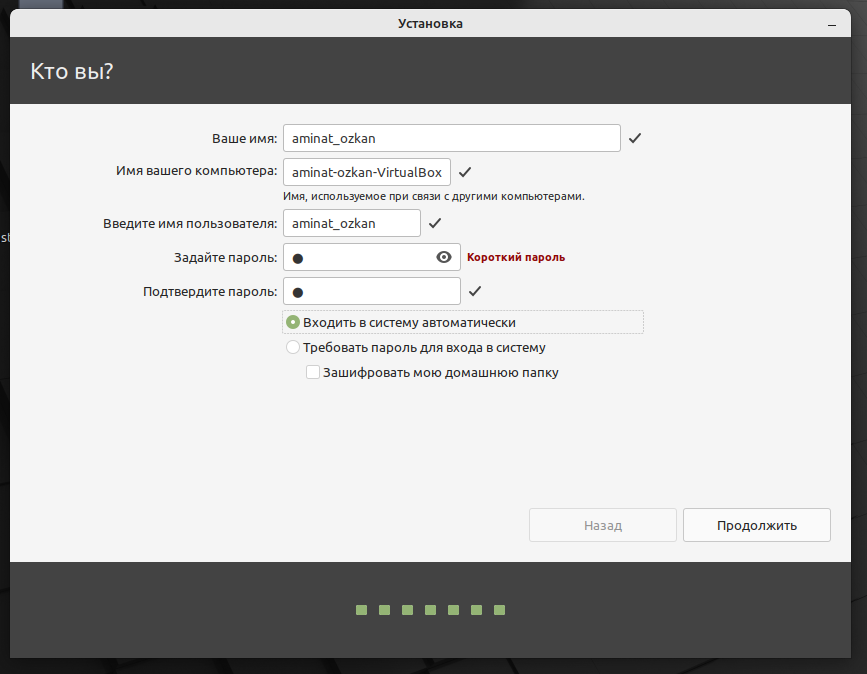 Установка
Кто вы?
Ваше имя: aminat_ozkan
Имя вашего компьютера: aminat-ozkan-VirtualBox
Имя, используемое при связи с другими компьютерами.
Введите имя пользователя: aminat_ozkan
Задайте пароль: ● Короткий пароль
Подтвердите пароль: ●
Входить в систему автоматически
Требовать пароль для входа в систему
Зашифровать мою домашнюю папку
Назад Продолжить